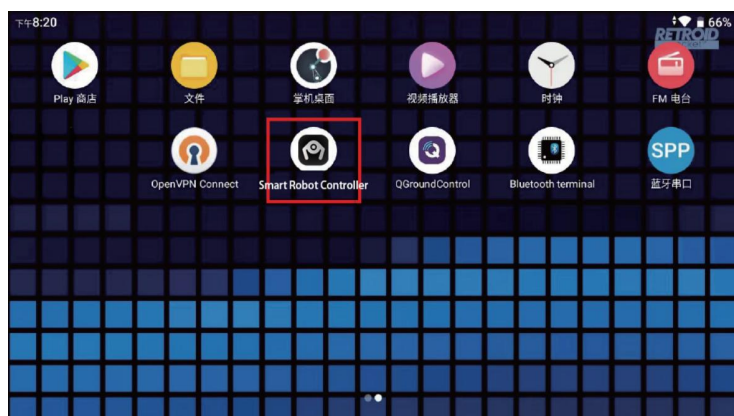 下午8:20
66%
RETROID
Play 商店
文件
掌机桌面
视频播放器
时钟
FM 电台
SPP
OpenVPN Connect
Smart Robot Controller
QGroundControl
Bluetooth terminal
蓝牙串口